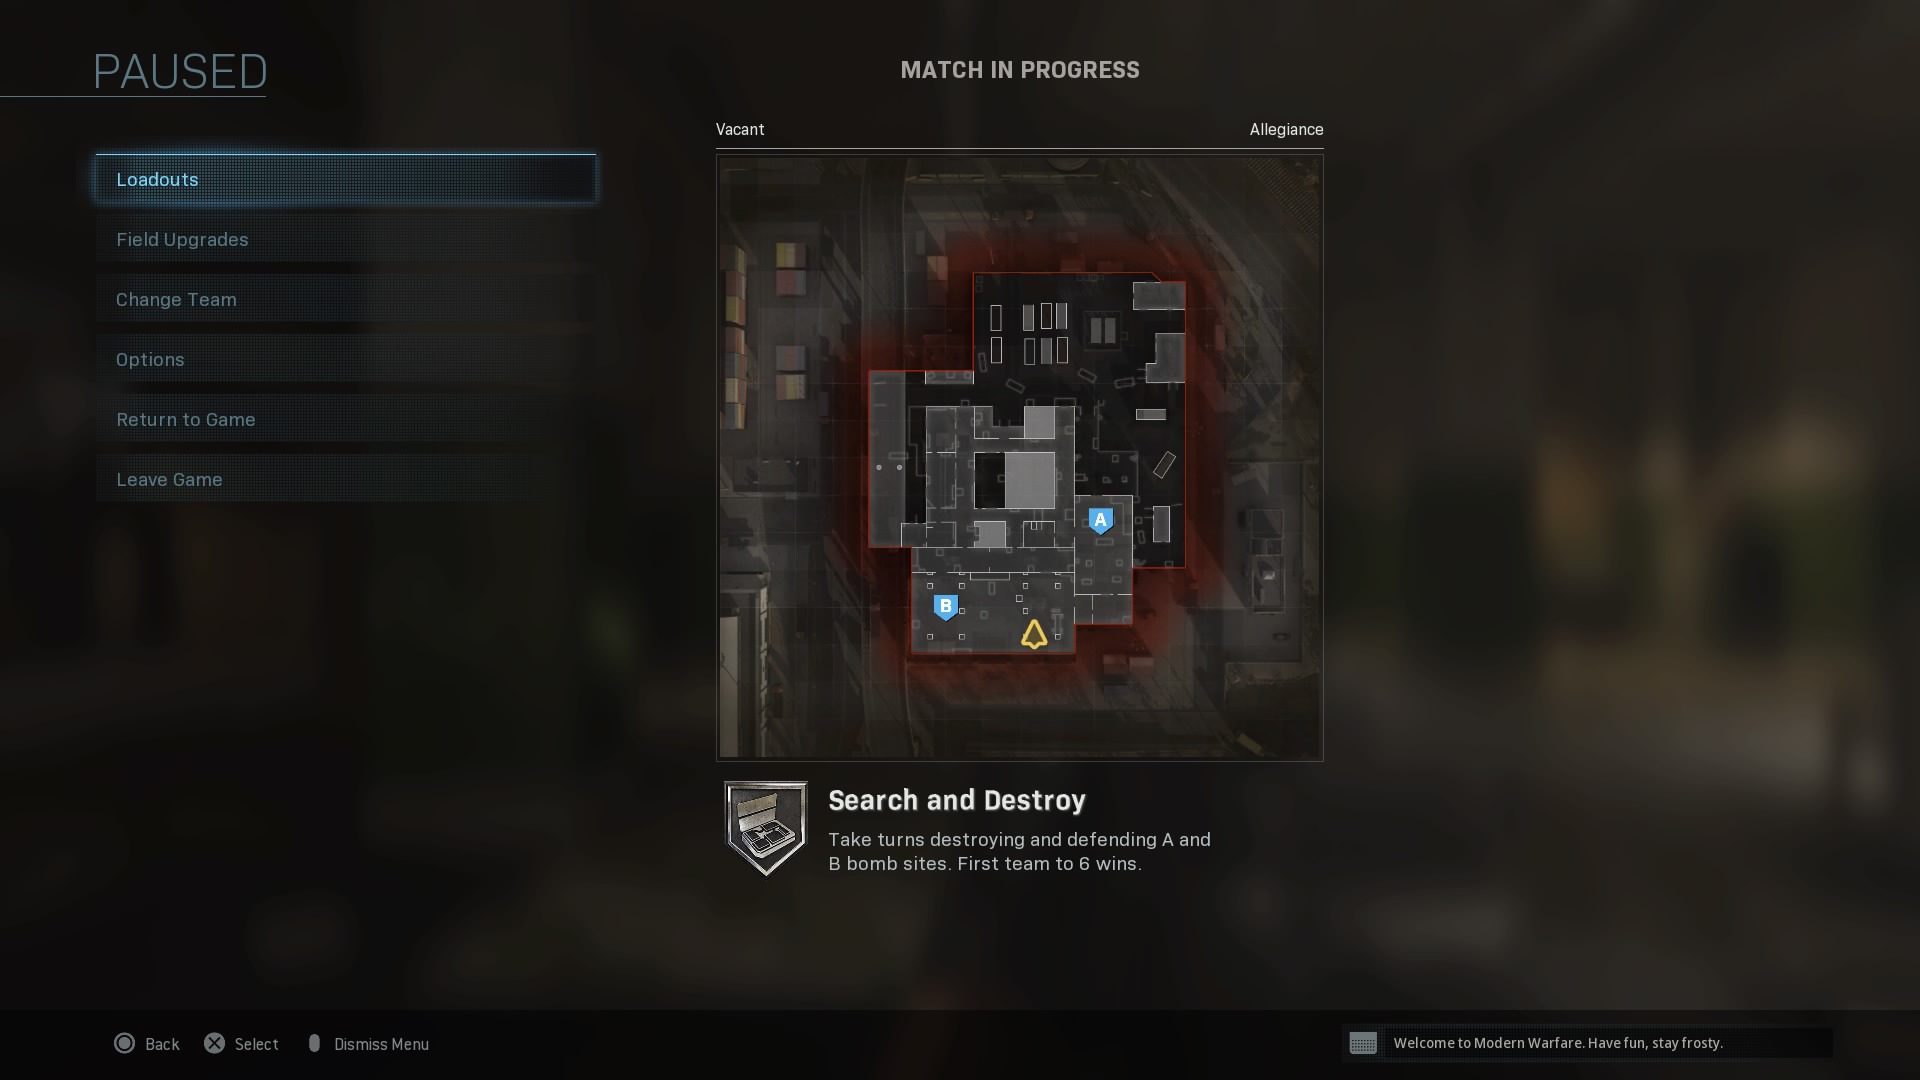 PAUSED
MATCH IN PROGRESS
Vacant
Allegiance
Loadouts
Field Upgrades
Change Team
Options
Return to Game
Leave Game
A
B
Search and Destroy
Take turns destroying and defending A and
B bomb sites. First team to 6 wins.
Back
Select
Dismiss Menu
Welcome to Modern Warfare. Have fun, stay frosty.